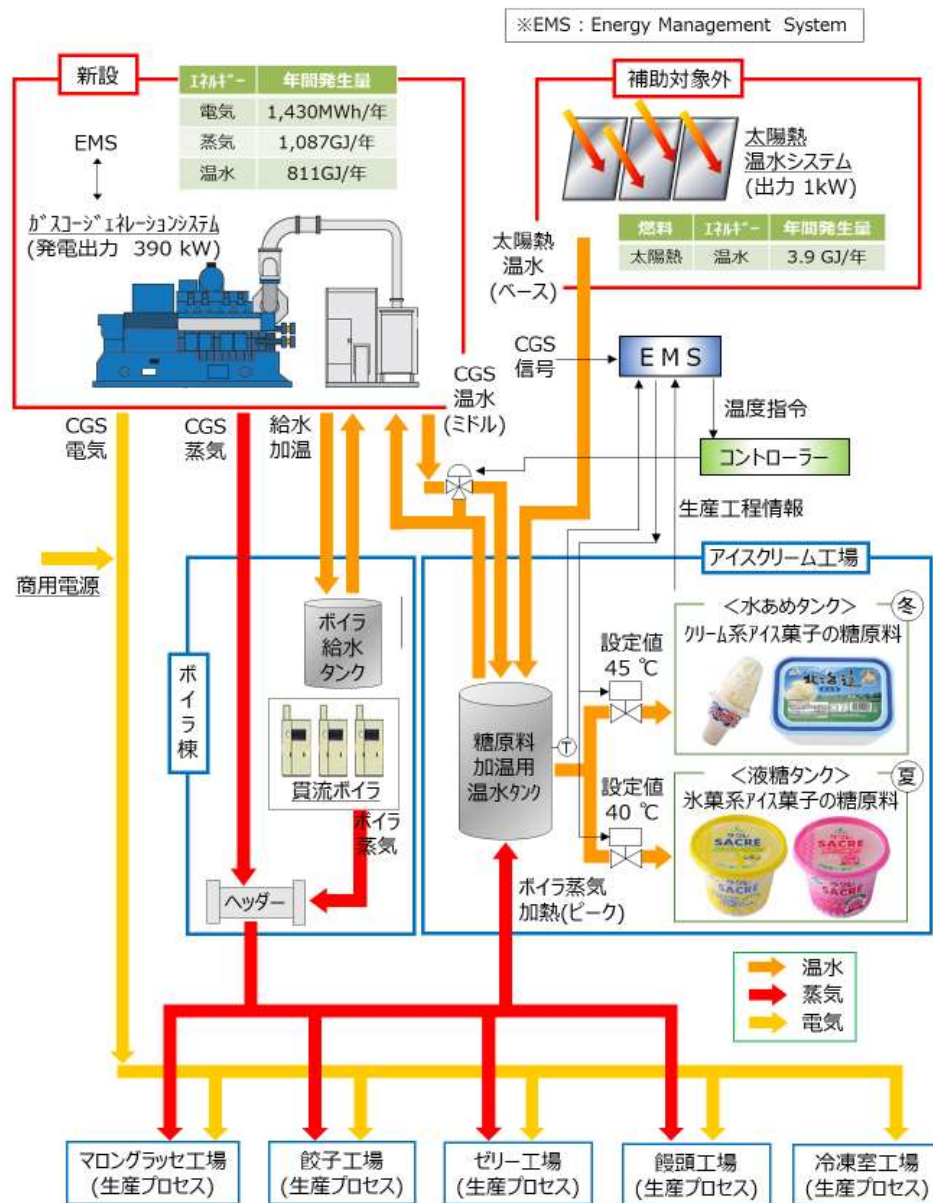 ※EMS : Energy Management System
新設
ｴﾈﾙｷﾞｰ 年間発生量
電気 1,430MWh/年
蒸気 1,087GJ/年
温水 811GJ/年
EMS
ｶﾞｽｺｰｼﾞｪﾈﾚｰｼｮﾝｼｽﾃﾑ
(発電出力 390 kW)
補助対象外
太陽熱
温水システム
(出力 1kW)
燃料 ｴﾈﾙｷﾞｰ 年間発生量
太陽熱 温水 3.9 GJ/年
太陽熱
温水
(ベース)
CGS
信号
EMS
CGS
温水
(ミドル)
温度指令
コントローラー
CGS
電気
CGS
蒸気
給水
加温
生産工程情報
商用電源
アイスクリーム工場
ボイラ棟
ボイラ
給水
タンク
貫流ボイラ
ボイラ
蒸気
ヘッダー
糖原料
加温用
温水タンク
T
設定値
45 ℃
設定値
40 ℃
＜水あめタンク＞
冬
クリーム系アイス菓子の糖原料
北海道
＜液糖タンク＞
夏
氷菓系アイス菓子の糖原料
サクレ
SACRE
サクレ
SACRE
ボイラ蒸気
加熱(ピーク)
温水
蒸気
電気
マロングラッセ工場
(生産プロセス)
餃子工場
(生産プロセス)
ゼリー工場
(生産プロセス)
饅頭工場
(生産プロセス)
冷凍室工場
(生産プロセス)